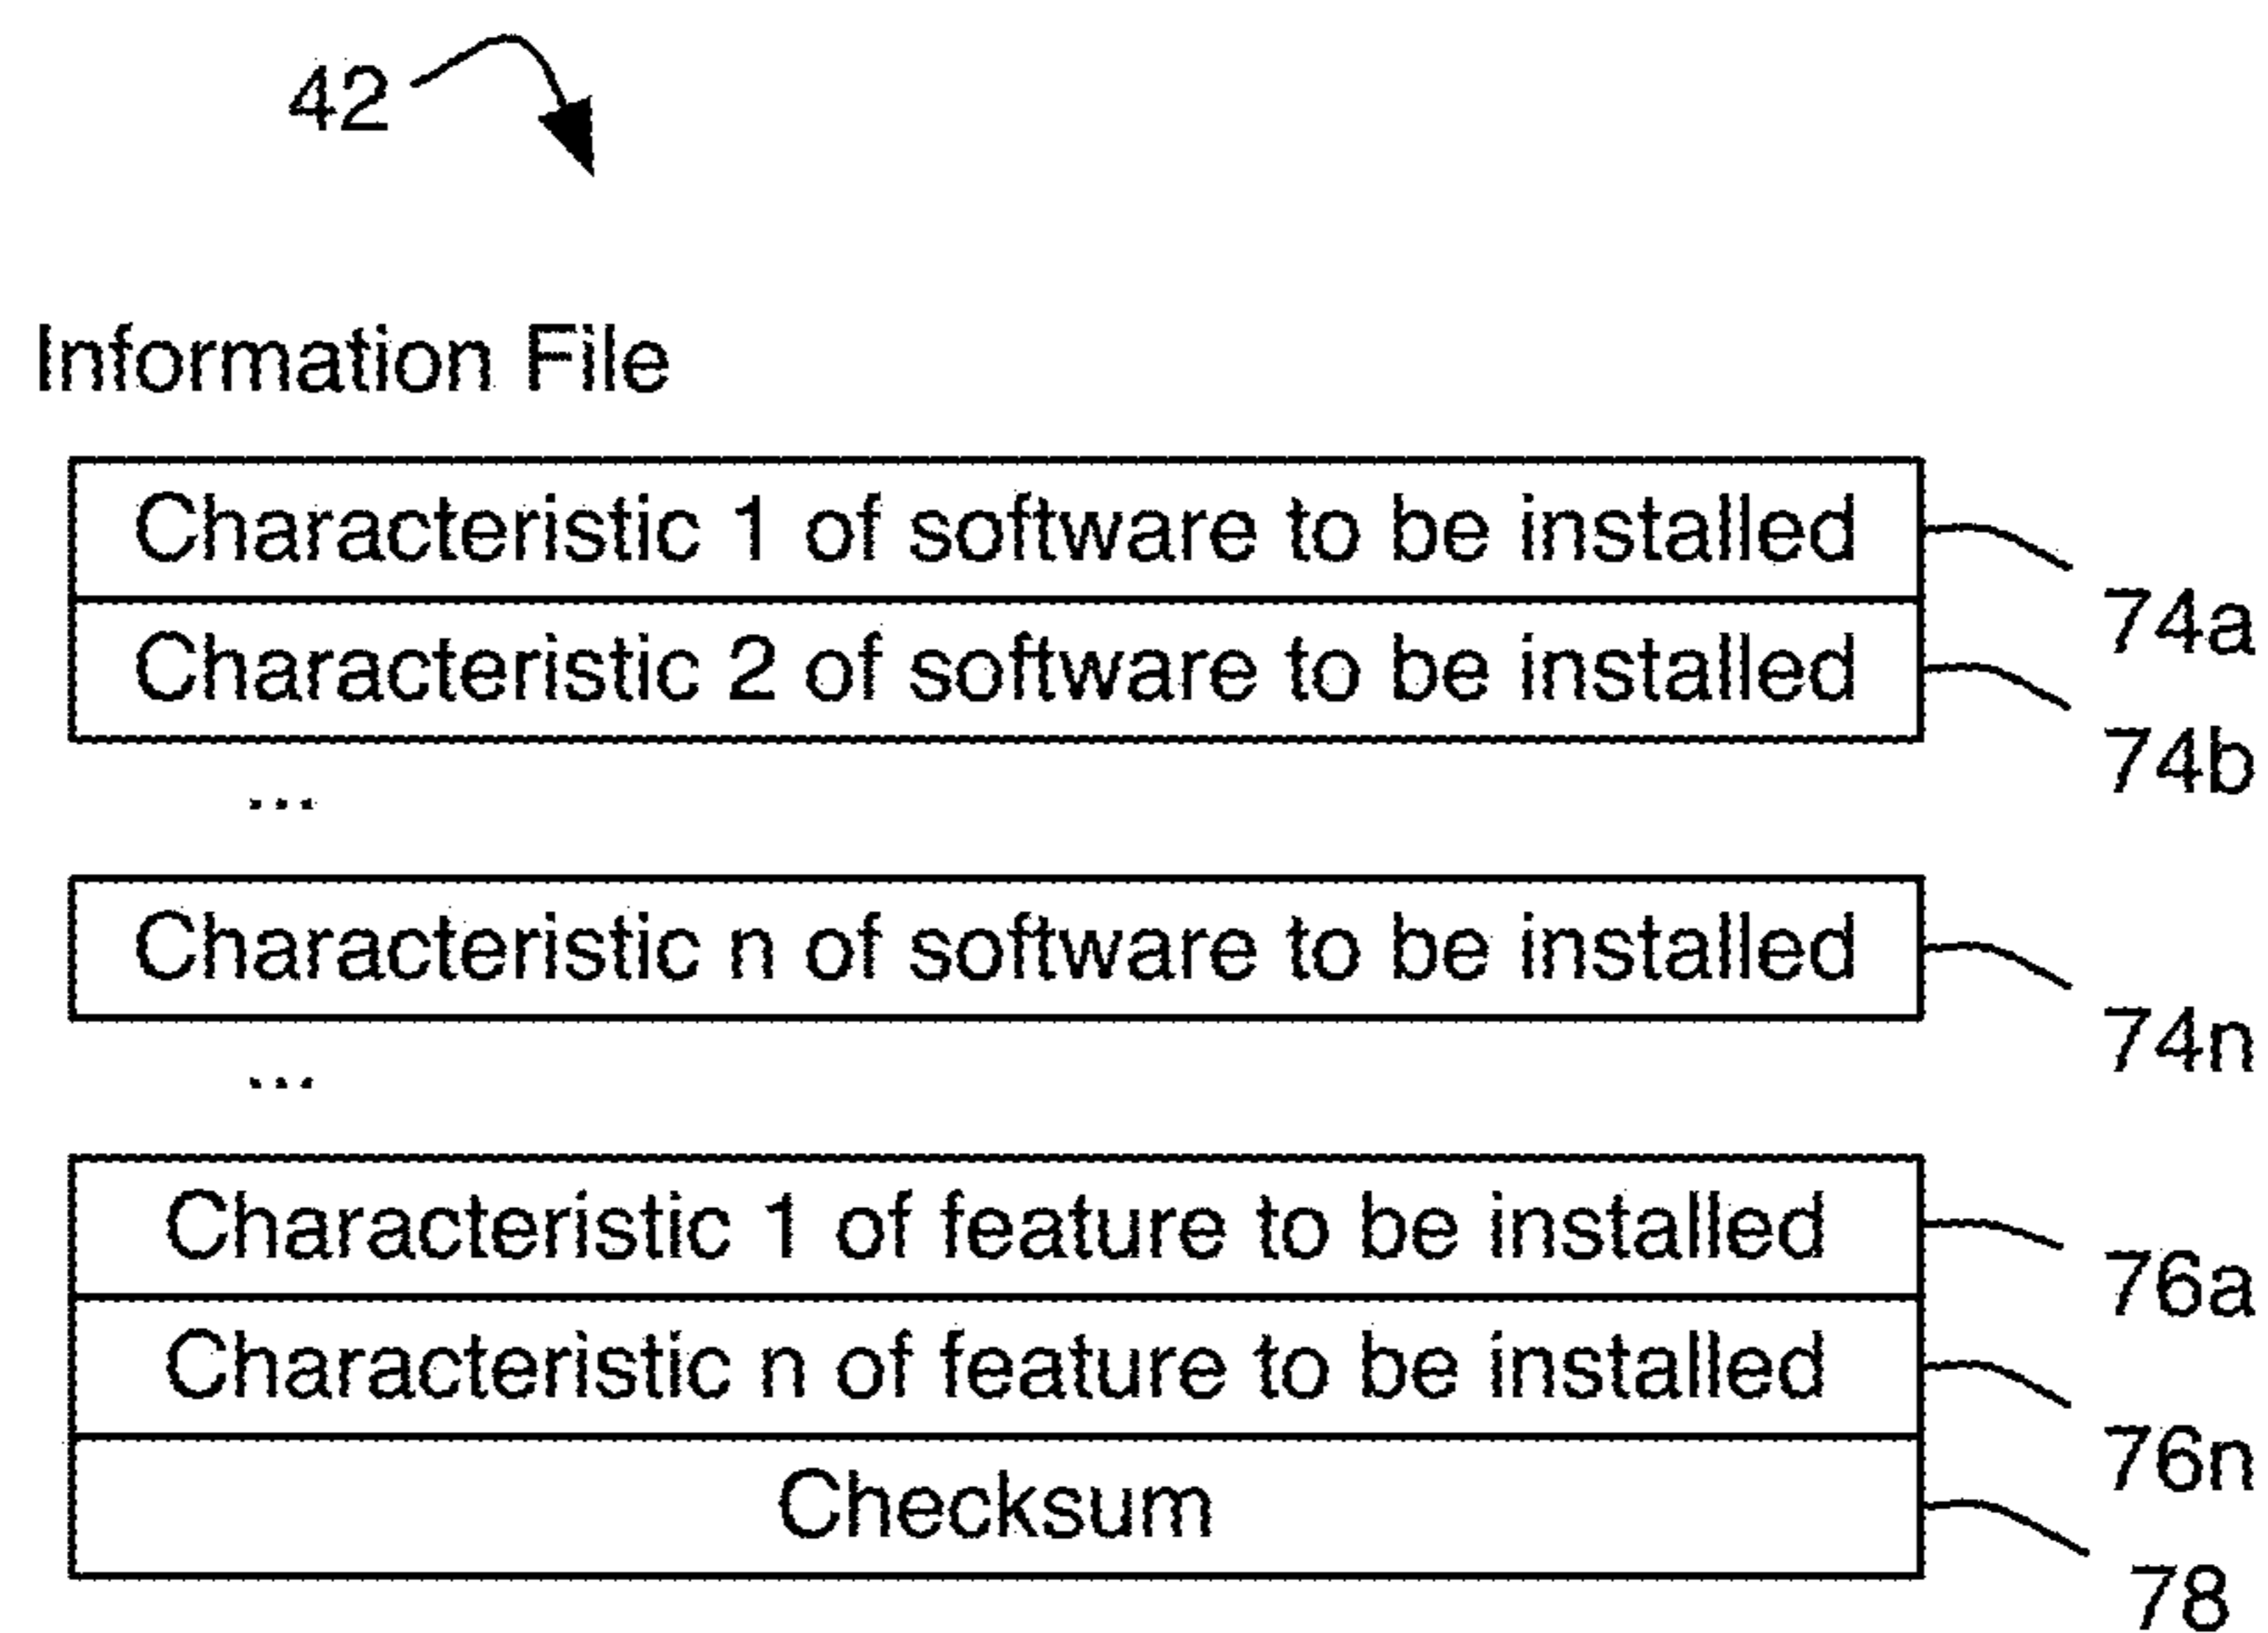 42
Information File
Characteristic 1 of software to be installed
74a
Characteristic 2 of software to be installed
74b
...
Characteristic n of software to be installed
74n
...
Characteristic 1 of feature to be installed
76a
Characteristic n of feature to be installed
76n
Checksum
78